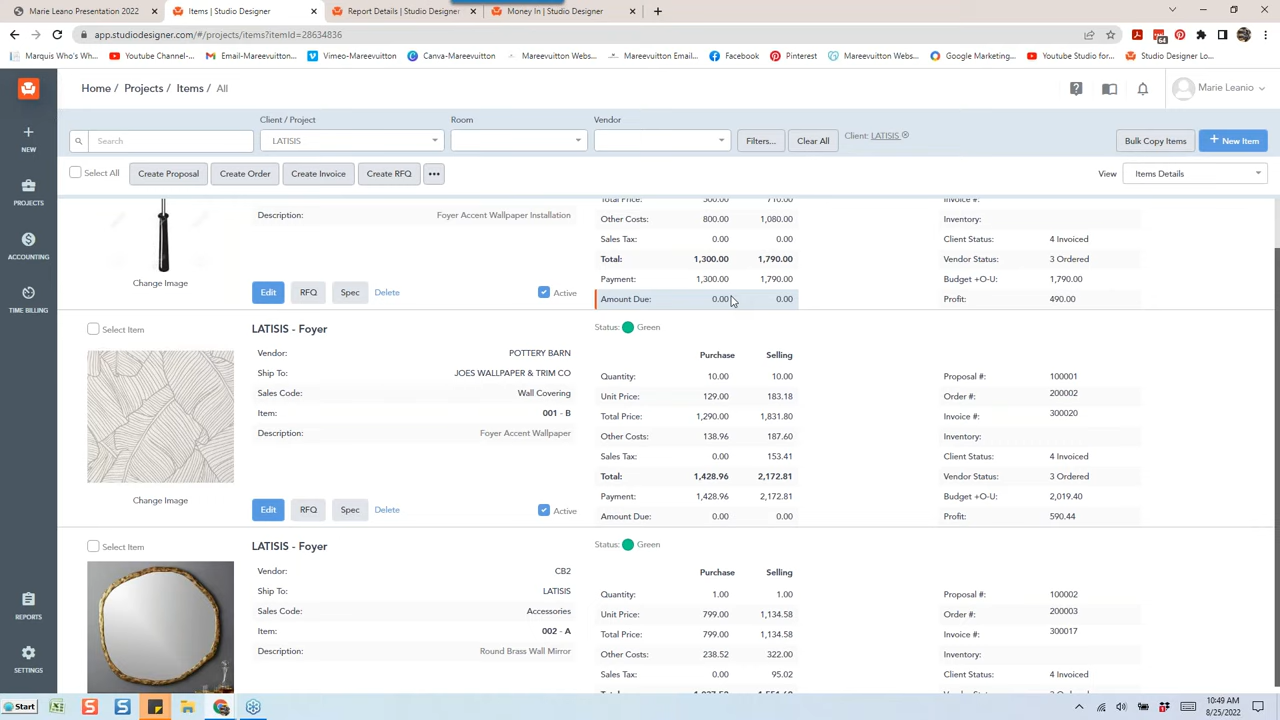 Marie Leano Presentation 2022
Items | Studio Designer
Report Details | Studio Designer
Money In | Studio Designer
app.studiodesigner.com/#/projects/items?itemId=28634836
Marquis Who's Who...
Youtube Channel-...
Email-Mareevuitton...
Vimeo-Mareevuitton
Canva-Mareevuitton
Mareevuitton Webs...
Mareevuitton Email...
Facebook
Pinterest
Mareevuitton Webs...
Google Marketing...
Youtube Studio for...
Studio Designer Lo...
Home / Projects / Items / All
Marie Leanio
NEW
PROJECTS
ACCOUNTING
TIME BILLING
REPORTS
SETTINGS
Client / Project
Room
Vendor
Search
LATISIS
Filters...
Clear All
Client: LATISIS
Bulk Copy Items
+ New Item
Select All
Create Proposal
Create Order
Create Invoice
Create RFQ
•••
View
Items Details
Description: Foyer Accent Wallpaper Installation
Change Image
Edit
RFQ
Spec
Delete
Active
Total Price: 500.00 710.00
Other Costs: 800.00 1,080.00
Sales Tax: 0.00 0.00
Total: 1,300.00 1,790.00
Payment: 1,300.00 1,790.00
Amount Due: 0.00 0.00
Invoice #:
Inventory:
Client Status: 4 Invoiced
Vendor Status: 3 Ordered
Budget +O-U: 1,790.00
Profit: 490.00
Select Item
LATISIS - Foyer
Vendor: POTTERY BARN
Ship To: JOES WALLPAPER & TRIM CO
Sales Code: Wall Covering
Item: 001 - B
Description: Foyer Accent Wallpaper
Change Image
Edit
RFQ
Spec
Delete
Active
Status: Green
Purchase Selling
Quantity: 10.00 10.00
Unit Price: 129.00 183.18
Total Price: 1,290.00 1,831.80
Other Costs: 138.96 187.60
Sales Tax: 0.00 153.41
Total: 1,428.96 2,172.81
Payment: 1,428.96 2,172.81
Amount Due: 0.00 0.00
Proposal #: 100001
Order #: 200002
Invoice #: 300020
Inventory:
Client Status: 4 Invoiced
Vendor Status: 3 Ordered
Budget +O-U: 2,019.40
Profit: 590.44
Select Item
LATISIS - Foyer
Vendor: CB2
Ship To: LATISIS
Sales Code: Accessories
Item: 002 - A
Description: Round Brass Wall Mirror
Status: Green
Purchase Selling
Quantity: 1.00 1.00
Unit Price: 799.00 1,134.58
Total Price: 799.00 1,134.58
Other Costs: 238.52 322.00
Sales Tax: 0.00 95.02
Proposal #: 100002
Order #: 200003
Invoice #: 300017
Inventory:
Client Status: 4 Invoiced
Start
10:49 AM
8/25/2022